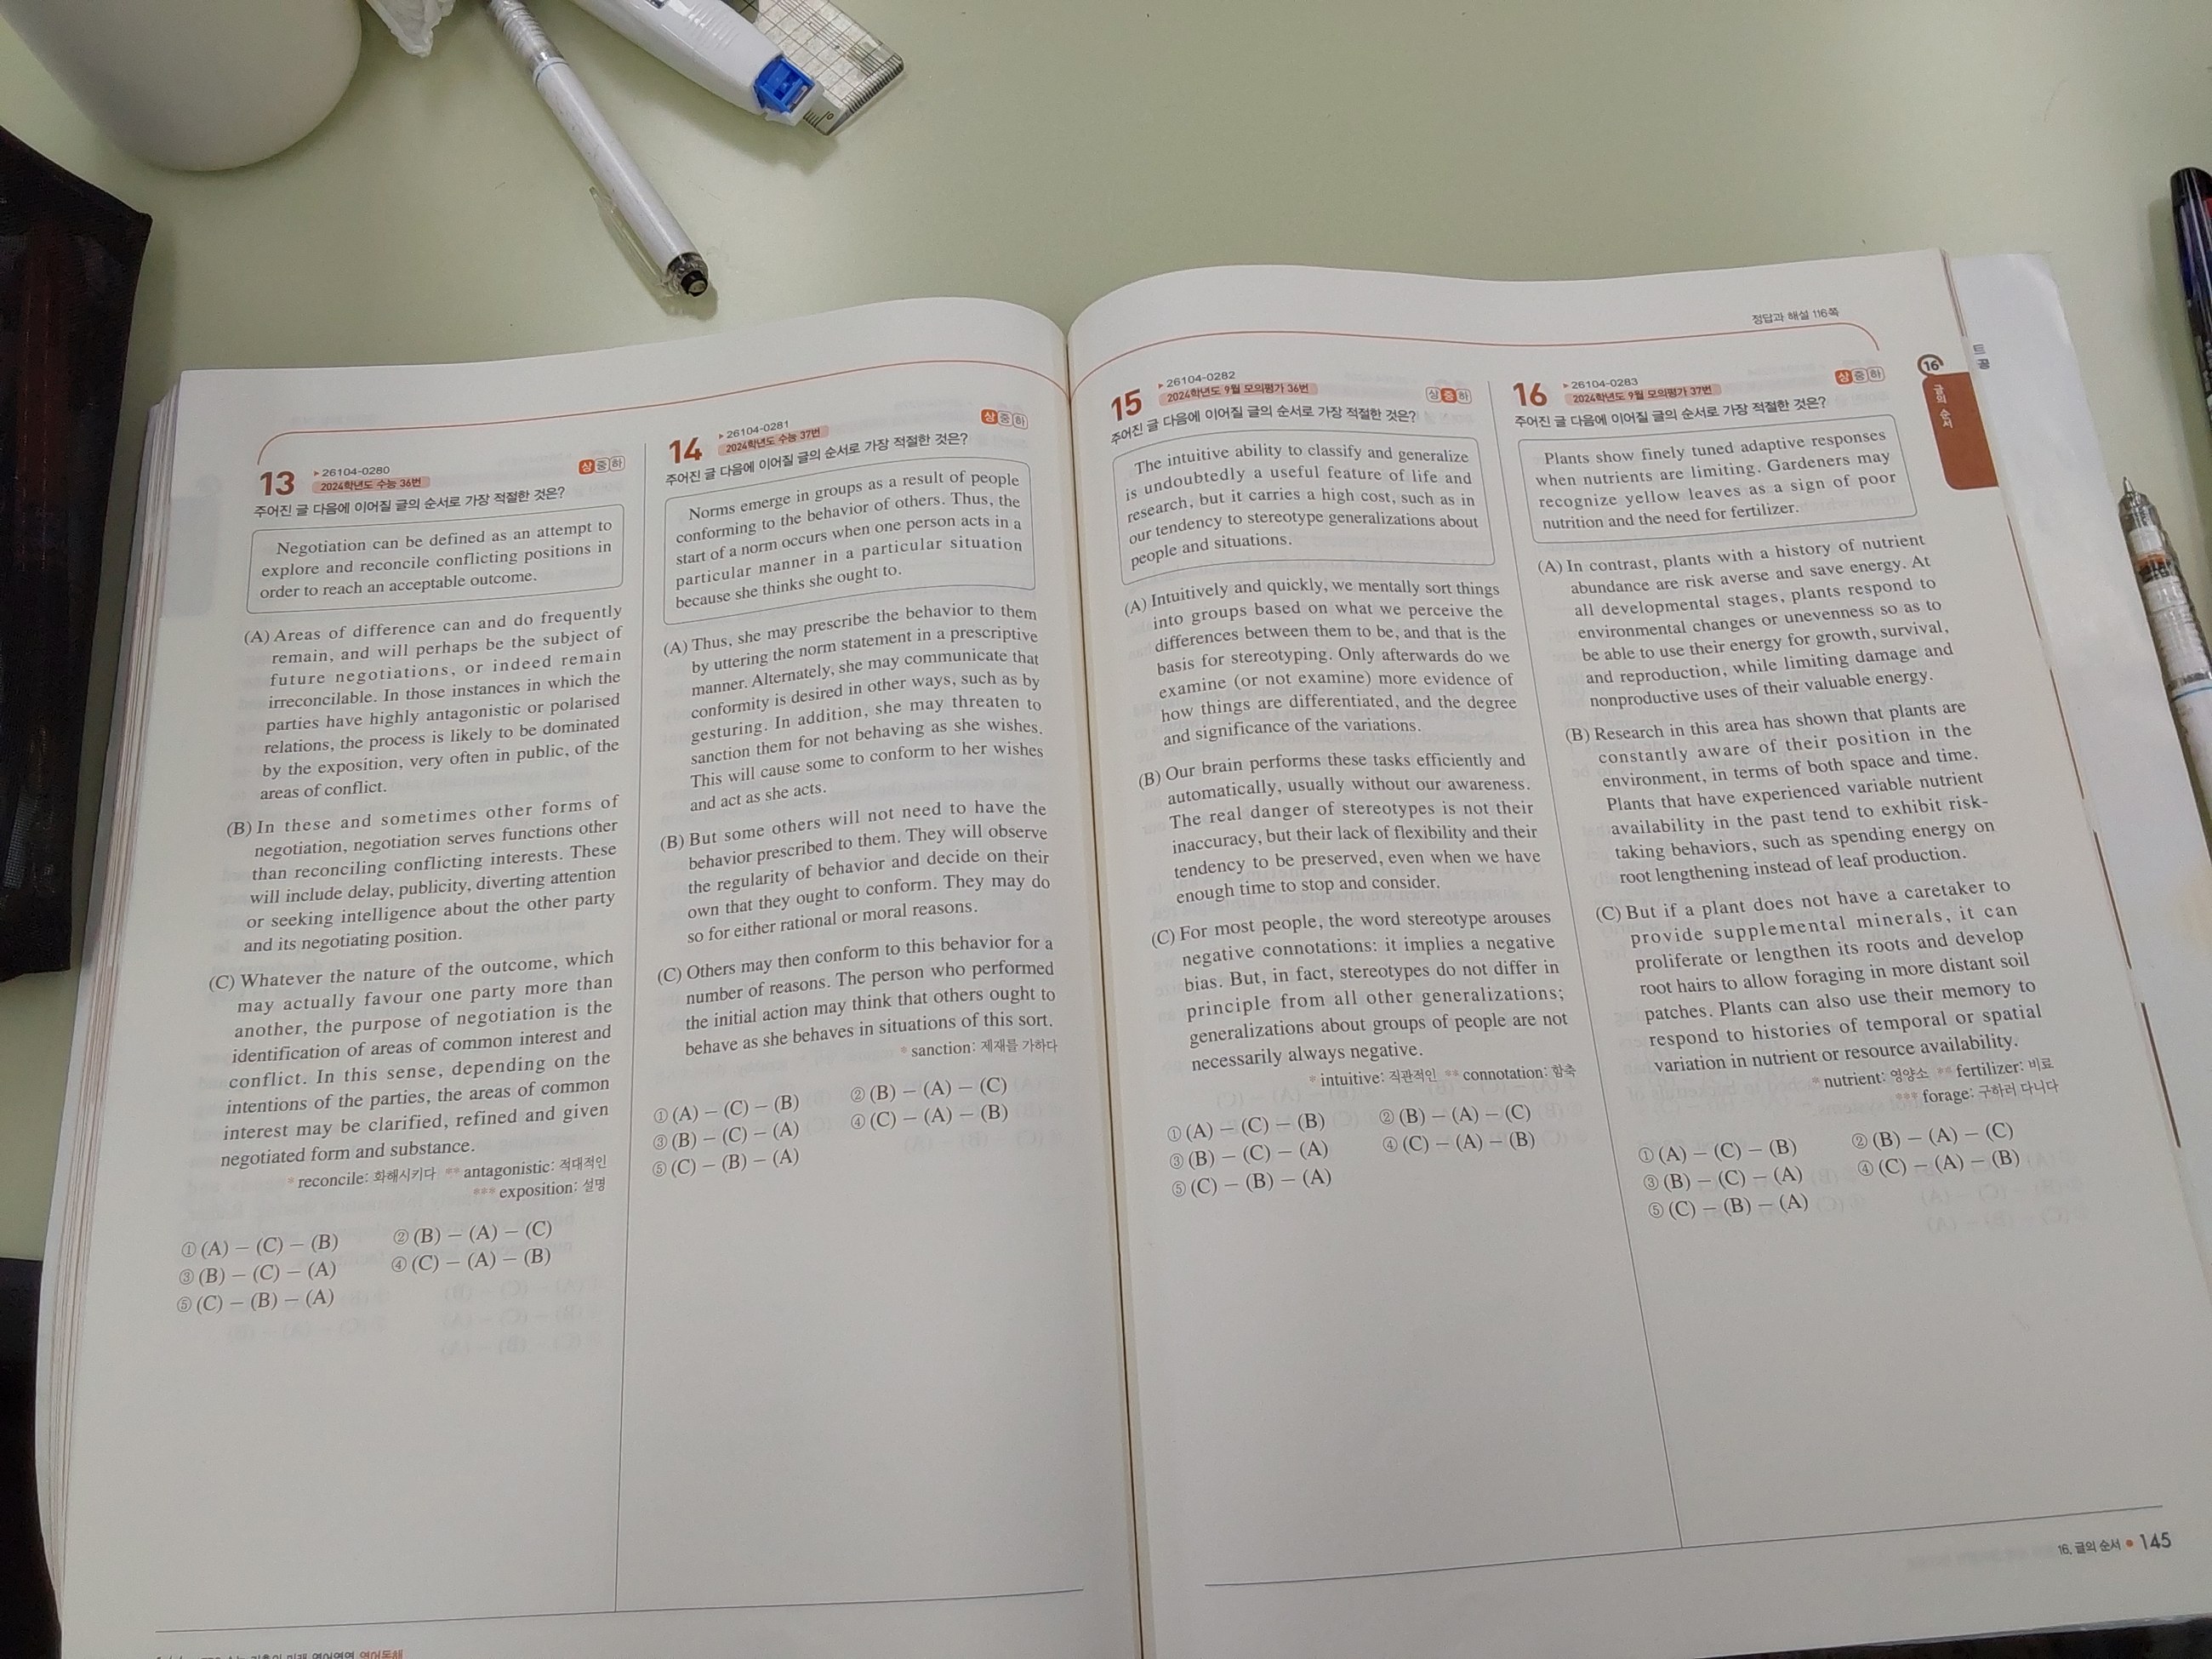 13
▸26104-0280
2024학년도 수능 36번
상 중 하
주어진 글 다음에 이어질 글의 순서로 가장 적절한 것은?
Negotiation can be defined as an attempt to
explore and reconcile conflicting positions in
order to reach an acceptable outcome.
(A) Areas of difference can and do frequently
remain, and will perhaps be the subject of
future negotiations, or indeed remain
irreconcilable. In those instances in which the
parties have highly antagonistic or polarised
relations, the process is likely to be dominated
by the exposition, very often in public, of the
areas of conflict.
(B) In these and sometimes other forms of
negotiation, negotiation serves functions other
than reconciling conflicting interests. These
will include delay, publicity, diverting attention
or seeking intelligence about the other party
and its negotiating position.
(C) Whatever the nature of the outcome, which
may actually favour one party more than
another, the purpose of negotiation is the
identification of areas of common interest and
conflict. In this sense, depending on the
intentions of the parties, the areas of common
interest may be clarified, refined and given
negotiated form and substance.
* reconcile: 화해시키다 ** antagonistic: 적대적인
*** exposition: 설명
① (A) – (C) – (B) ② (B) – (A) – (C)
③ (B) – (C) – (A) ④ (C) – (A) – (B)
⑤ (C) – (B) – (A)
14
▸26104-0281
2024학년도 수능 37번
상 중 하
주어진 글 다음에 이어질 글의 순서로 가장 적절한 것은?
Norms emerge in groups as a result of people
conforming to the behavior of others. Thus, the
start of a norm occurs when one person acts in a
particular manner in a particular situation
because she thinks she ought to.
(A) Thus, she may prescribe the behavior to them
by uttering the norm statement in a prescriptive
manner. Alternately, she may communicate that
conformity is desired in other ways, such as by
gesturing. In addition, she may threaten to
sanction them for not behaving as she wishes.
This will cause some to conform to her wishes
and act as she acts.
(B) But some others will not need to have the
behavior prescribed to them. They will observe
the regularity of behavior and decide on their
own that they ought to conform. They may do
so for either rational or moral reasons.
(C) Others may then conform to this behavior for a
number of reasons. The person who performed
the initial action may think that others ought to
behave as she behaves in situations of this sort.
* sanction: 제재를 가하다
① (A) – (C) – (B) ② (B) – (A) – (C)
③ (B) – (C) – (A) ④ (C) – (A) – (B)
⑤ (C) – (B) – (A)
정답과 해설 116쪽
15
▸26104-0282
2024학년도 9월 모의평가 36번
상 중 하
주어진 글 다음에 이어질 글의 순서로 가장 적절한 것은?
The intuitive ability to classify and generalize
is undoubtedly a useful feature of life and
research, but it carries a high cost, such as in
our tendency to stereotype generalizations about
people and situations.
(A) Intuitively and quickly, we mentally sort things
into groups based on what we perceive the
differences between them to be, and that is the
basis for stereotyping. Only afterwards do we
examine (or not examine) more evidence of
how things are differentiated, and the degree
and significance of the variations.
(B) Our brain performs these tasks efficiently and
automatically, usually without our awareness.
The real danger of stereotypes is not their
inaccuracy, but their lack of flexibility and their
tendency to be preserved, even when we have
enough time to stop and consider.
(C) For most people, the word stereotype arouses
negative connotations: it implies a negative
bias. But, in fact, stereotypes do not differ in
principle from all other generalizations;
generalizations about groups of people are not
necessarily always negative.
* intuitive: 직관적인 ** connotation: 함축
① (A) – (C) – (B) ② (B) – (A) – (C)
③ (B) – (C) – (A) ④ (C) – (A) – (B)
⑤ (C) – (B) – (A)
16
▸26104-0283
2024학년도 9월 모의평가 37번
상 중 하
주어진 글 다음에 이어질 글의 순서로 가장 적절한 것은?
Plants show finely tuned adaptive responses
when nutrients are limiting. Gardeners may
recognize yellow leaves as a sign of poor
nutrition and the need for fertilizer.
(A) In contrast, plants with a history of nutrient
abundance are risk averse and save energy. At
all developmental stages, plants respond to
environmental changes or unevenness so as to
be able to use their energy for growth, survival,
and reproduction, while limiting damage and
nonproductive uses of their valuable energy.
(B) Research in this area has shown that plants are
constantly aware of their position in the
environment, in terms of both space and time.
Plants that have experienced variable nutrient
availability in the past tend to exhibit risk-
taking behaviors, such as spending energy on
root lengthening instead of leaf production.
(C) But if a plant does not have a caretaker to
provide supplemental minerals, it can
proliferate or lengthen its roots and develop
root hairs to allow foraging in more distant soil
patches. Plants can also use their memory to
respond to histories of temporal or spatial
variation in nutrient or resource availability.
* nutrient: 영양소 ** fertilizer: 비료
*** forage: 구하러 다니다
① (A) – (C) – (B) ② (B) – (A) – (C)
③ (B) – (C) – (A) ④ (C) – (A) – (B)
⑤ (C) – (B) – (A)
16
글의 순서
16. 글의 순서 • 145
영어독해